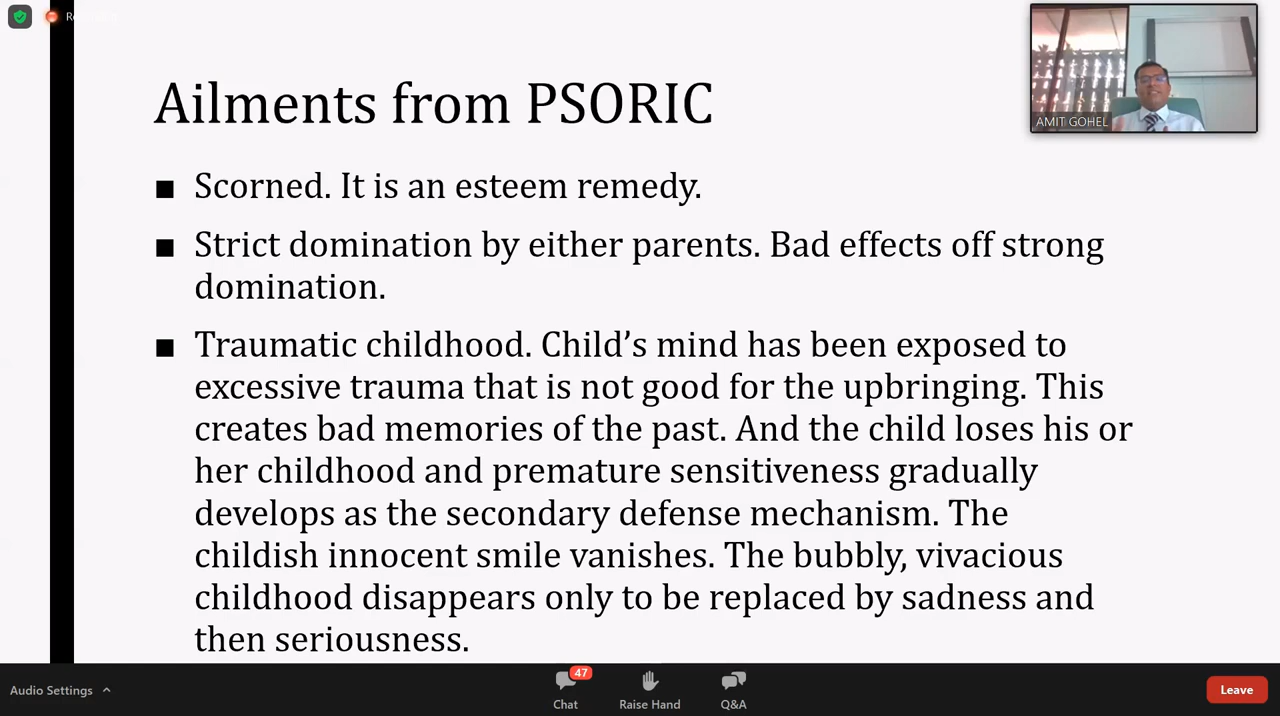 Ailments from PSORIC
AMIT GOHEL
■ Scorned. It is an esteem remedy.
■ Strict domination by either parents. Bad effects off strong
domination.
■ Traumatic childhood. Child’s mind has been exposed to
excessive trauma that is not good for the upbringing. This
creates bad memories of the past. And the child loses his or
her childhood and premature sensitiveness gradually
develops as the secondary defense mechanism. The
childish innocent smile vanishes. The bubbly, vivacious
childhood disappears only to be replaced by sadness and
then seriousness.
Audio Settings
47
Chat
Raise Hand
Q&A
Leave